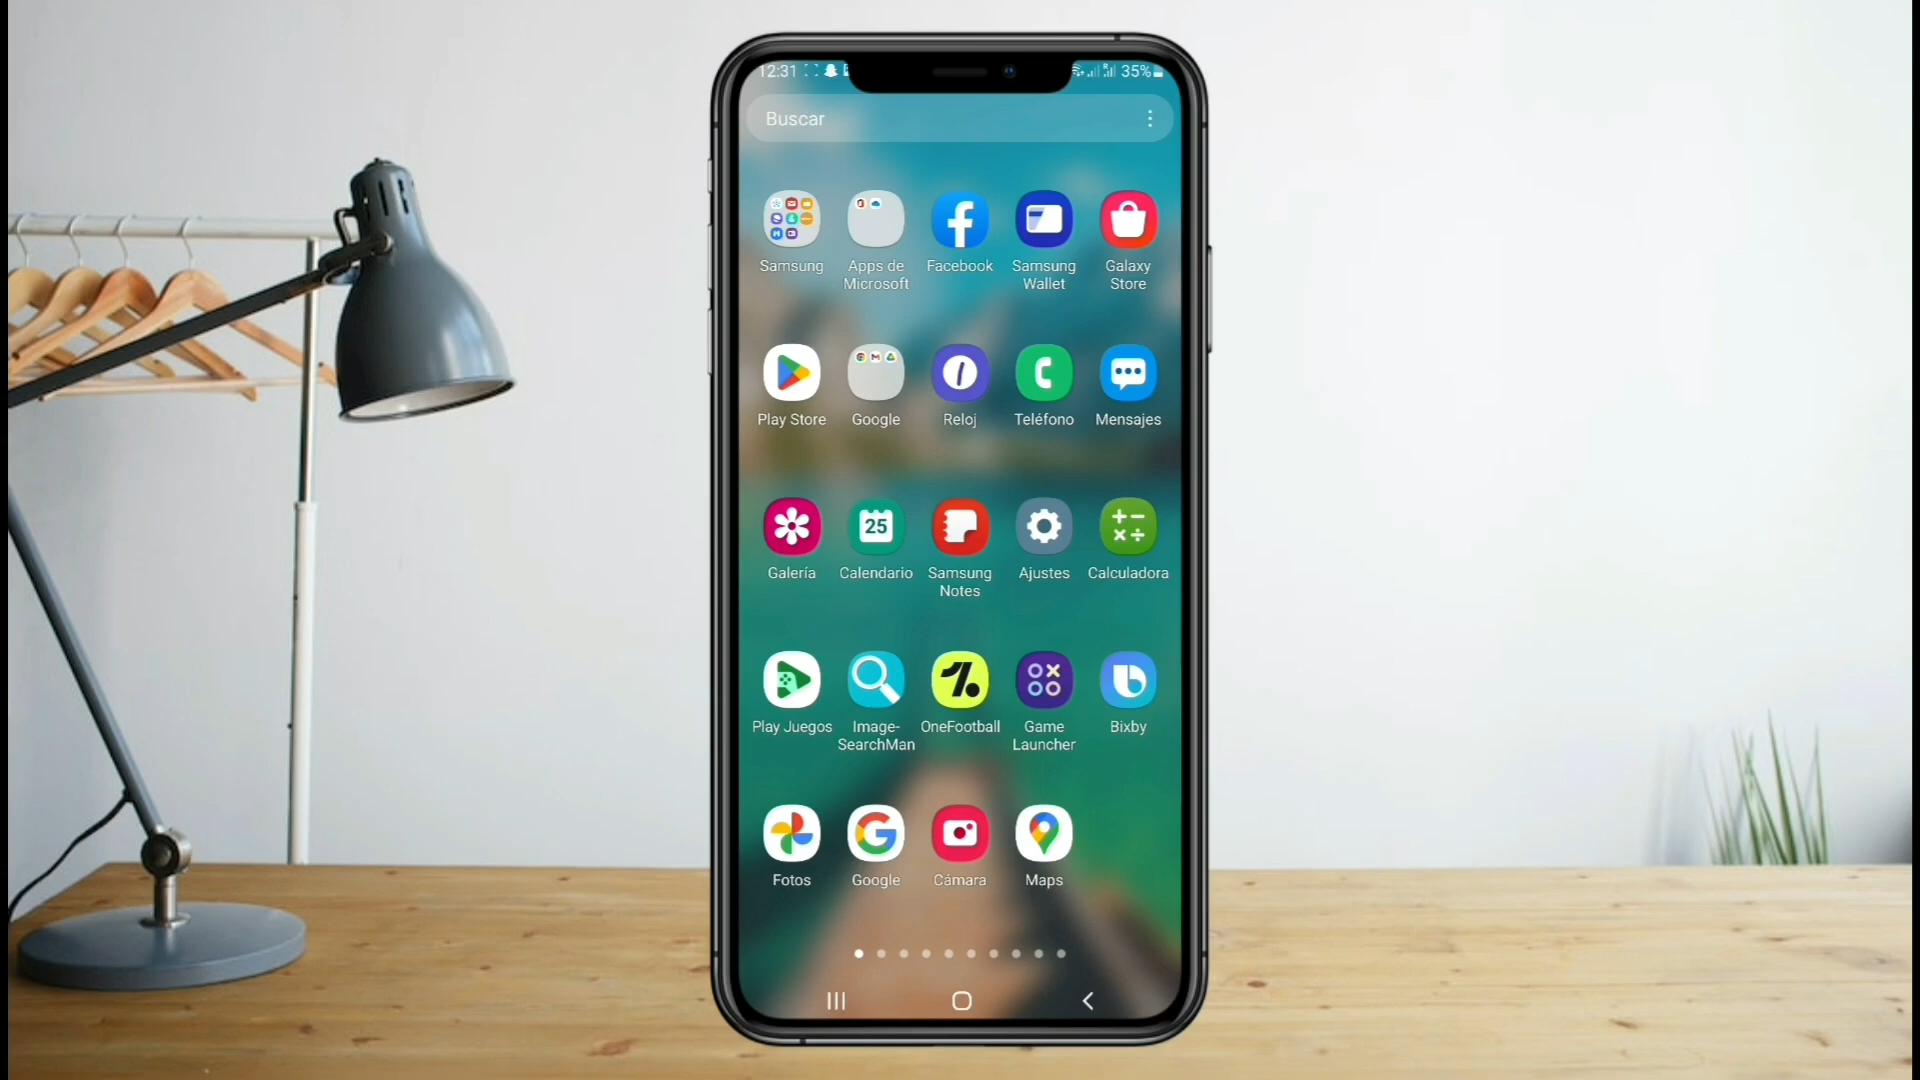 12:31
35%
Buscar
Samsung
Apps de
Microsoft
Facebook
Samsung
Wallet
Galaxy
Store
Play Store
Google
Reloj
Teléfono
Mensajes
25
Galería
Calendario
Samsung
Notes
Ajustes
Calculadora
Play Juegos
Image-
SearchMan
OneFootball
Game
Launcher
Bixby
Fotos
Google
Cámara
Maps